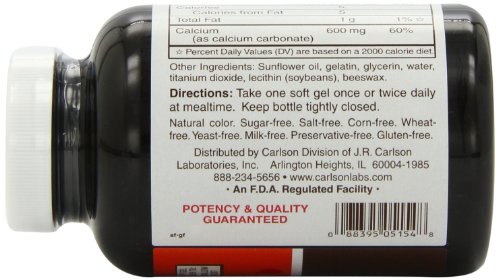 Calories from Fat 5
Total Fat 1 g 1% ☆
Calcium 600 mg 60%
(as calcium carbonate)
☆ Percent Daily Values (DV) are based on a 2000 calorie diet.
Other Ingredients: Sunflower oil, gelatin, glycerin, water,
titanium dioxide, lecithin (soybeans), beeswax.
Directions: Take one soft gel once or twice daily
at mealtime. Keep bottle tightly closed.
Natural color. Sugar-free. Salt-free. Corn-free. Wheat-
free. Yeast-free. Milk-free. Preservative-free. Gluten-free.
Distributed by Carlson Division of J.R. Carlson
Laboratories, Inc. Arlington Heights, IL 60004-1985
888-234-5656 • www.carlsonlabs.com
• An F.D.A. Regulated Facility •
POTENCY & QUALITY
GUARANTEED
af-gf
0 88395 05154 8